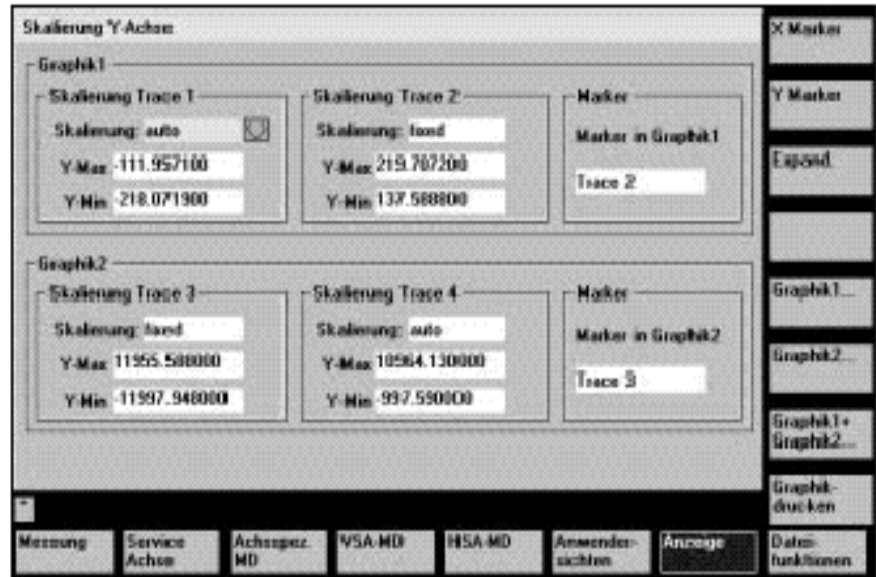 Skalierung Y-Achse:
Graphik1
Skalierung Trace 1
Skalierung: auto
Y-Max -111.957100
Y-Min -218.071900
Skalierung Trace 2
Skalierung: fixed
Y-Max 219.707200
Y-Min 137.588800
Marker
Marker in Graphik1
Trace 2
Graphik2
Skalierung Trace 3
Skalierung: fixed
Y-Max 11955.588000
Y-Min -11997.948000
Skalierung Trace 4
Skalierung: auto
Y-Max 10964.130000
Y-Min -997.590000
Marker
Marker in Graphik2
Trace 3
X Marker
Y Marker
Expand.
Graphik1...
Graphik2...
Graphik1+
Graphik2...
Graphik-
drucken
Messung
Service
Achse
Achsspez.
MD
VSA-MD
HSA-MD
Anwender-
sichten
Anzeige
Datei-
funktionen